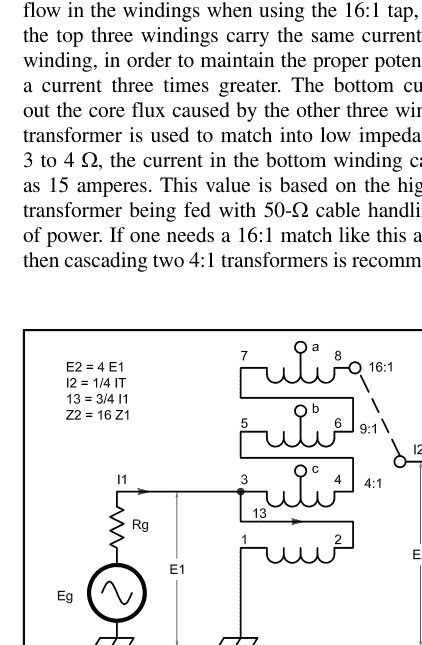 flow in the windings when using the 16:1 tap,
the top three windings carry the same current
winding, in order to maintain the proper poten
a current three times greater. The bottom cu
out the core flux caused by the other three win
transformer is used to match into low impeda
3 to 4 Ω, the current in the bottom winding ca
as 15 amperes. This value is based on the hig
transformer being fed with 50-Ω cable handli
of power. If one needs a 16:1 match like this a
then cascading two 4:1 transformers is recomm
E2 = 4 E1
I2 = 1/4 IT
13 = 3/4 I1
Z2 = 16 Z1
7
a
8
16:1
5
b
6
9:1
I2
I1
3
c
4
4:1
13
Rg
1
2
E1
E
Eg